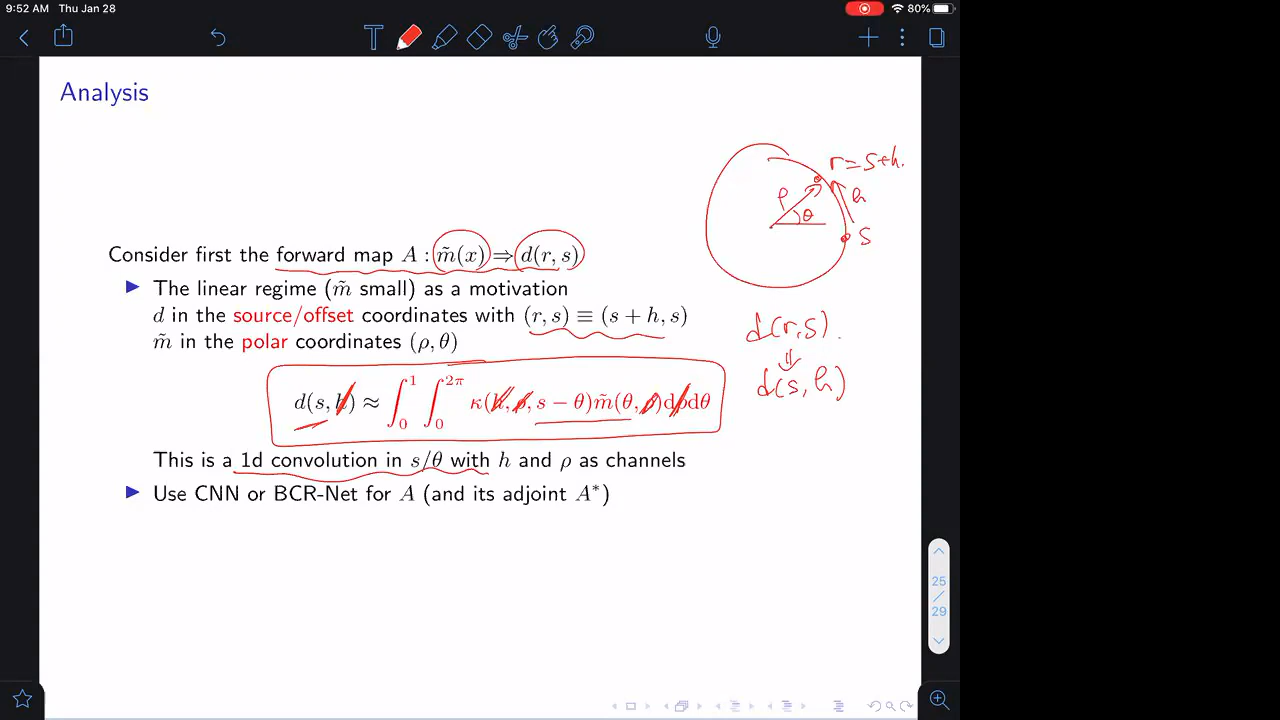 9:52 AM Thu Jan 28
80%
Analysis
r=s+h.
ρ
h
θ
s
Consider first the forward map A : m̃(x) ⇒ d(r, s)
▶ The linear regime (m̃ small) as a motivation
d in the source/offset coordinates with (r, s) ≡ (s + h, s)
m̃ in the polar coordinates (ρ, θ)
d(r,s).
⇓
d(s,h)
d(s, h) ≈ ∫₀¹ ∫₀²π κ(h, ρ, s − θ)m̃(θ, ρ)dρdθ
This is a 1d convolution in s/θ with h and ρ as channels
▶ Use CNN or BCR-Net for A (and its adjoint A*)
25
/
29